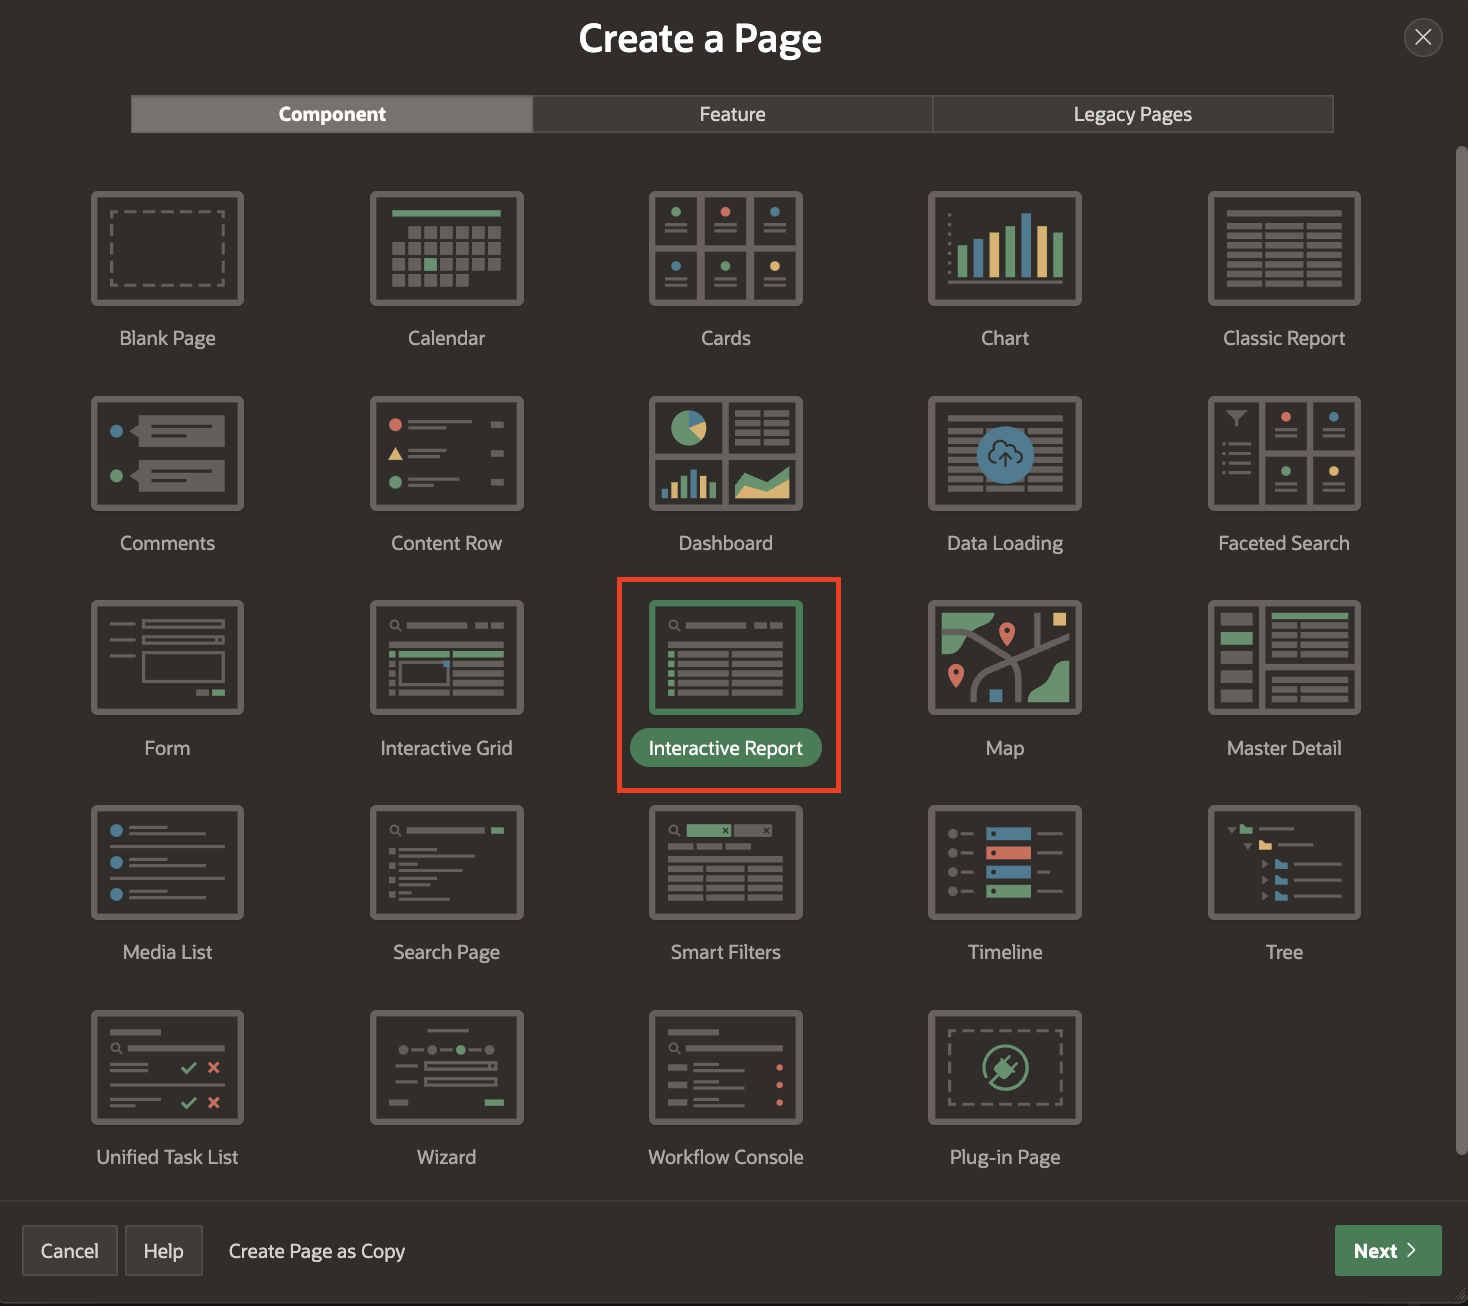 Create a Page
Component
Feature
Legacy Pages
Blank Page
Calendar
Cards
Chart
Classic Report
Comments
Content Row
Dashboard
Data Loading
Faceted Search
Form
Interactive Grid
Interactive Report
Map
Master Detail
Media List
Search Page
Smart Filters
Timeline
Tree
Unified Task List
Wizard
Workflow Console
Plug-in Page
Cancel
Help
Create Page as Copy
Next